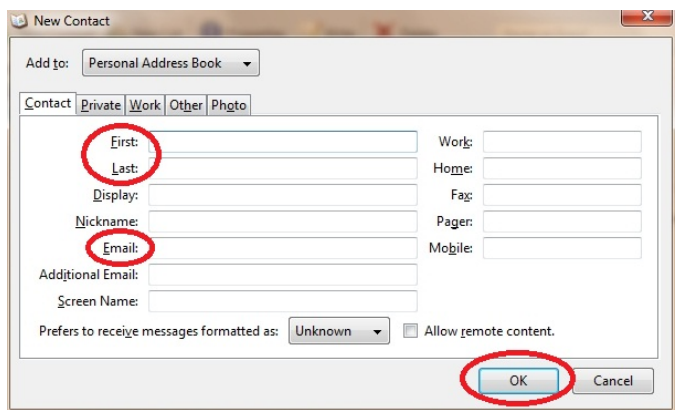 New Contact
Add to: Personal Address Book
Contact Private Work Other Photo
First: Work:
Last: Home:
Display: Fax:
Nickname: Pager:
Email: Mobile:
Additional Email:
Screen Name:
Prefers to receive messages formatted as: Unknown Allow remote content.
OK Cancel